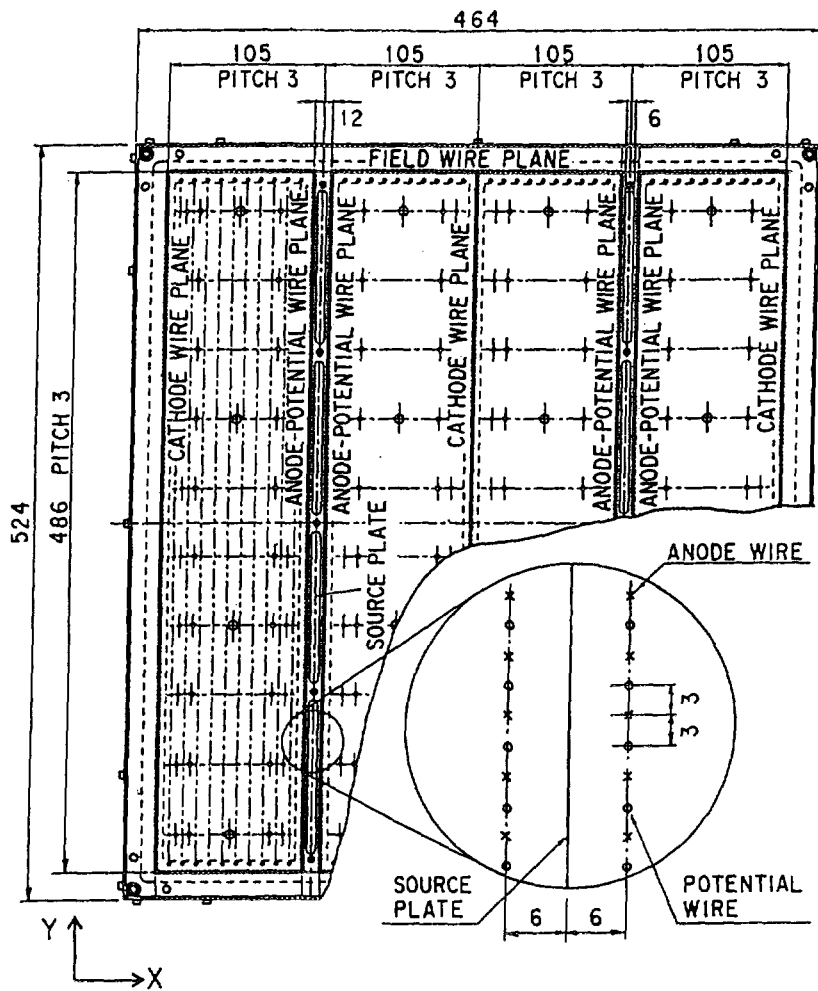 464
105
105
105
105
PITCH 3
PITCH 3
PITCH 3
PITCH 3
12
6
FIELD WIRE PLANE
CATHODE WIRE PLANE
ANODE-POTENTIAL WIRE PLANE
ANODE-POTENTIAL WIRE PLANE
CATHODE WIRE PLANE
ANODE-POTENTIAL WIRE PLANE
ANODE-POTENTIAL WIRE PLANE
CATHODE WIRE PLANE
524
486 PITCH 3
SOURCE PLATE
ANODE WIRE
3
3
SOURCE
PLATE
POTENTIAL
WIRE
6
6
Y
X